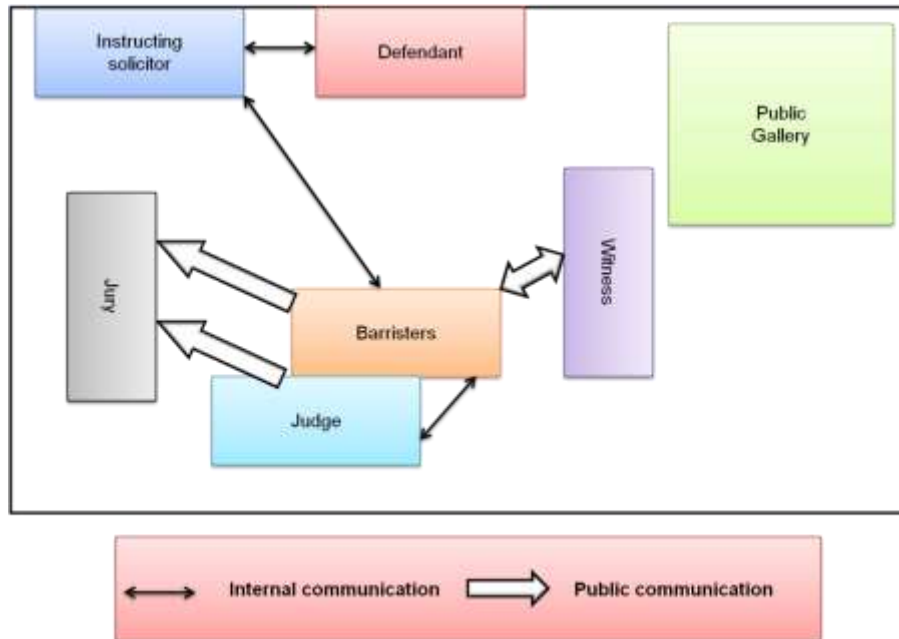 Instructing
solicitor
Defendant
Public
Gallery
Jury
Witness
Barristers
Judge
Internal communication
Public communication